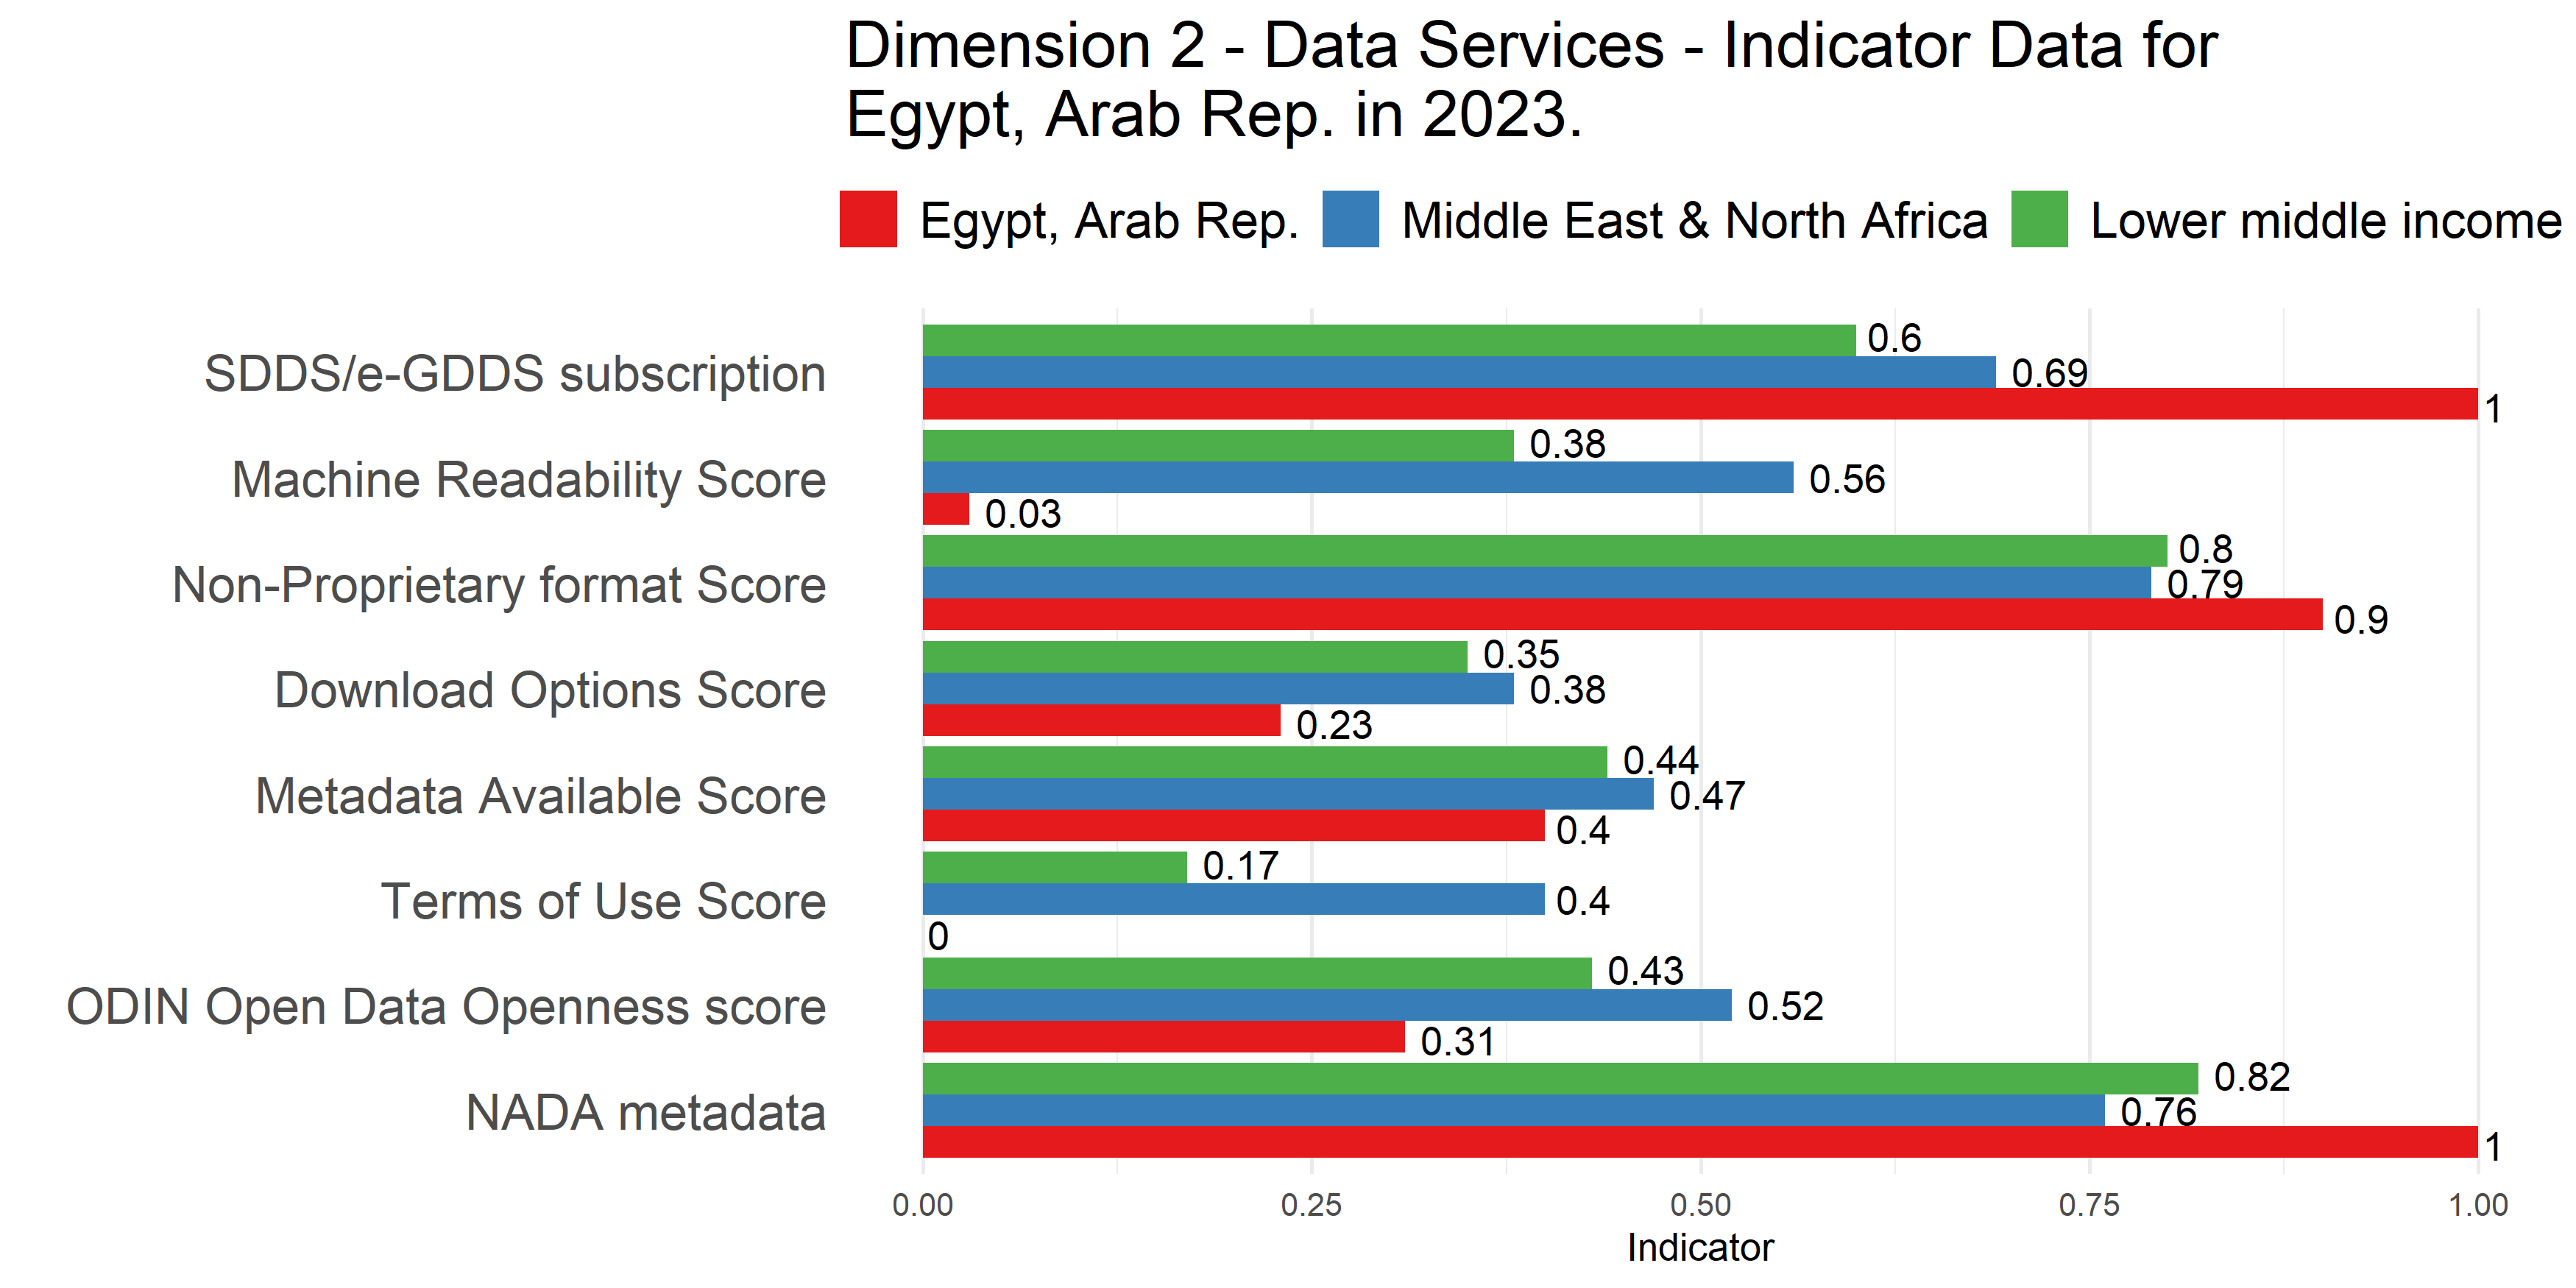 Dimension 2 - Data Services - Indicator Data for
Egypt, Arab Rep. in 2023.
Egypt, Arab Rep. Middle East & North Africa Lower middle income
SDDS/e-GDDS subscription
0.6
0.69
1
Machine Readability Score
0.38
0.56
0.03
Non-Proprietary format Score
0.8
0.79
0.9
Download Options Score
0.35
0.38
0.23
Metadata Available Score
0.44
0.47
0.4
Terms of Use Score
0.17
0.4
0
ODIN Open Data Openness score
0.43
0.52
0.31
NADA metadata
0.82
0.76
1
0.00 0.25 0.50 0.75 1.00
Indicator